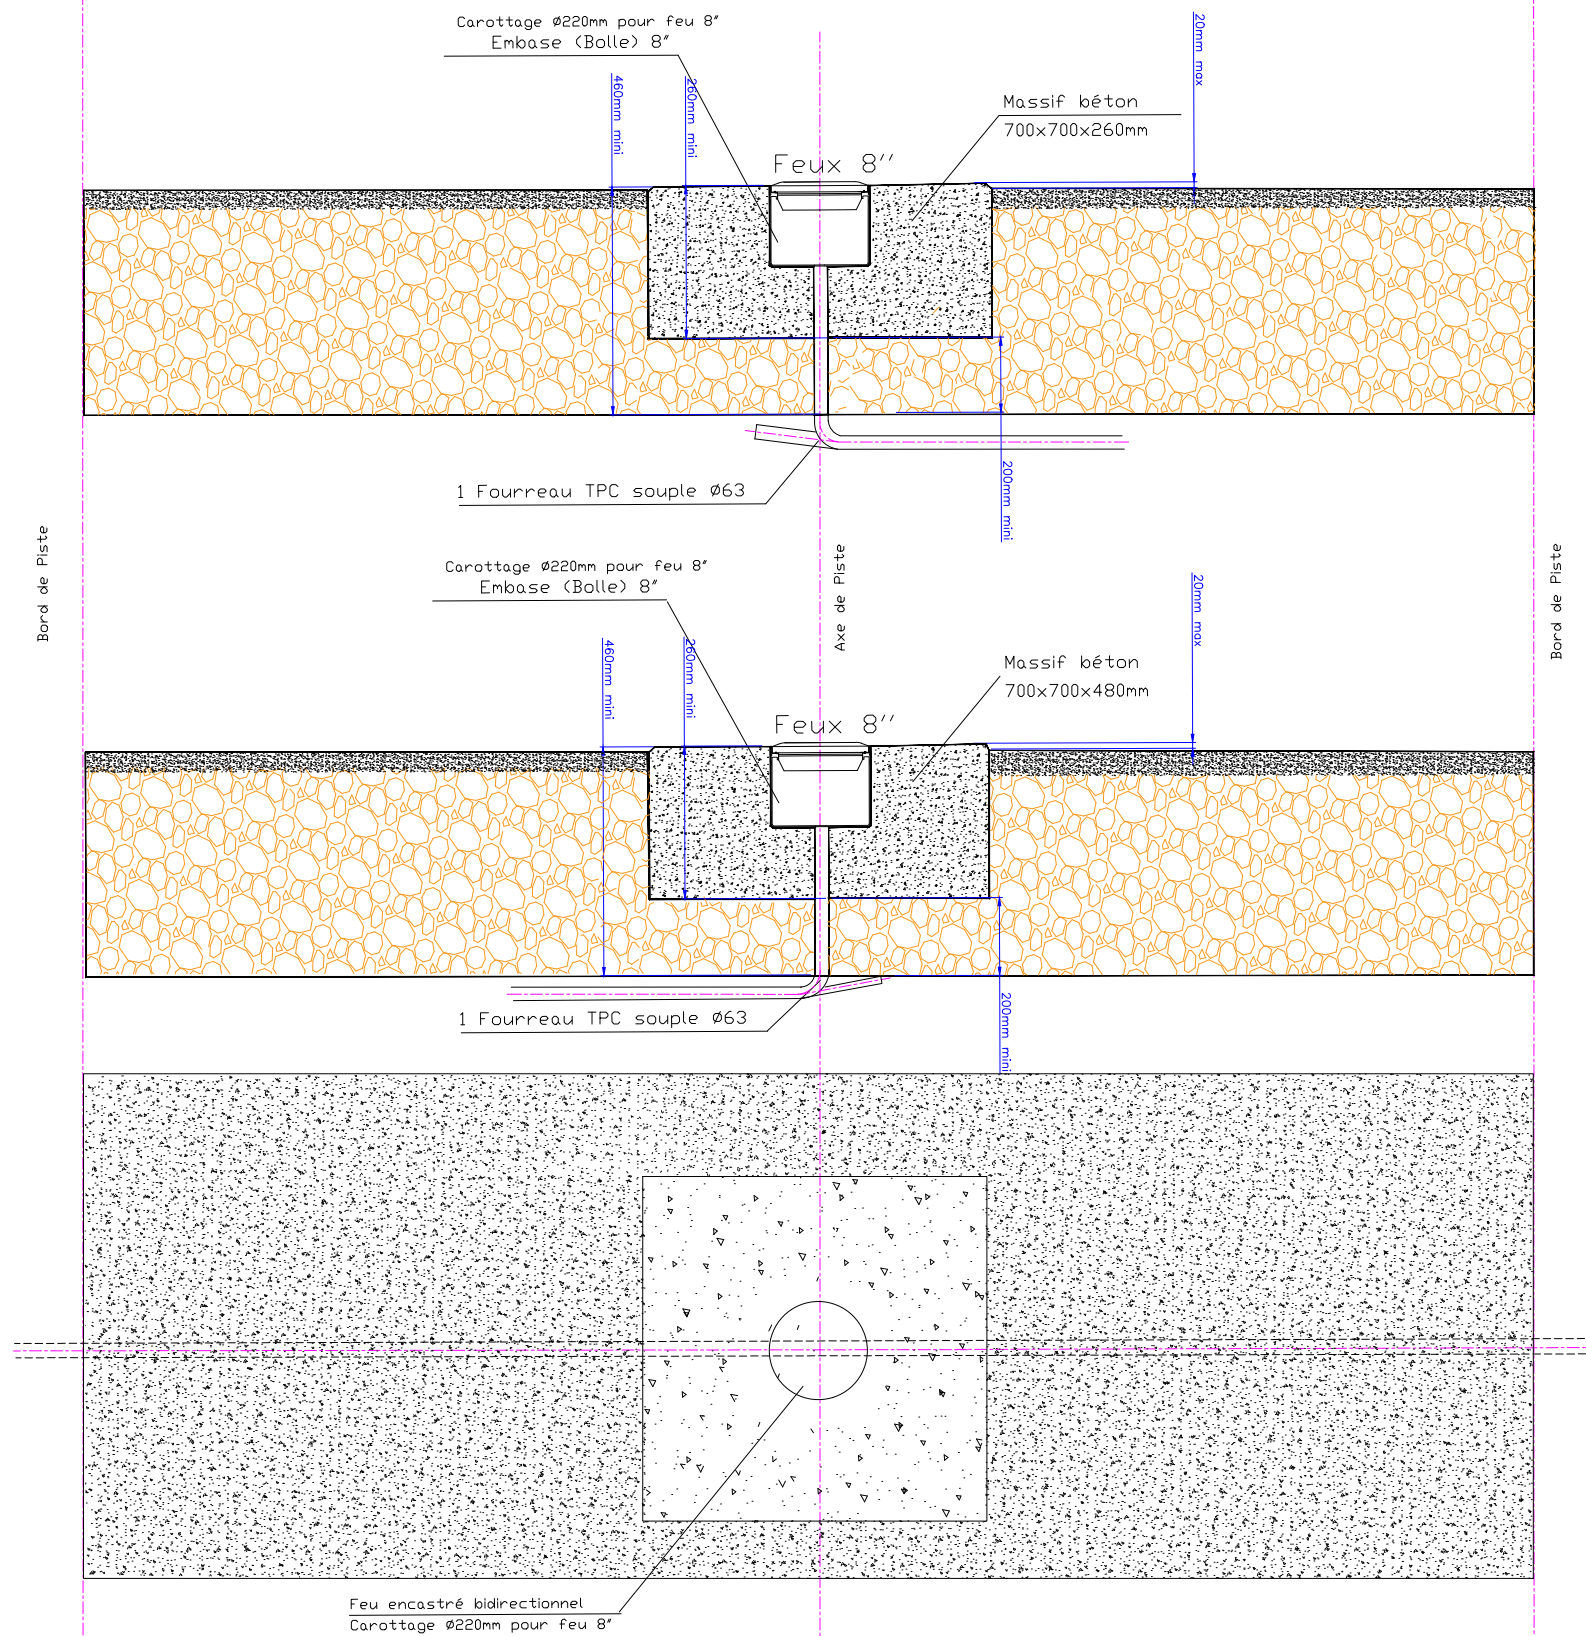 Carottage Ø220mm pour feu 8"
Embase (Bolle) 8"
20mm max
460mm mini
260mm mini
Massif béton
700x700x260mm
Feux 8''
1 Fourreau TPC souple Ø63
200mm mini
Bord de Piste
Axe de Piste
Bord de Piste
Carottage Ø220mm pour feu 8"
Embase (Bolle) 8"
20mm max
460mm mini
260mm mini
Massif béton
700x700x480mm
Feux 8''
1 Fourreau TPC souple Ø63
200mm mini
Feu encastré bidirectionnel
Carottage Ø220mm pour feu 8"